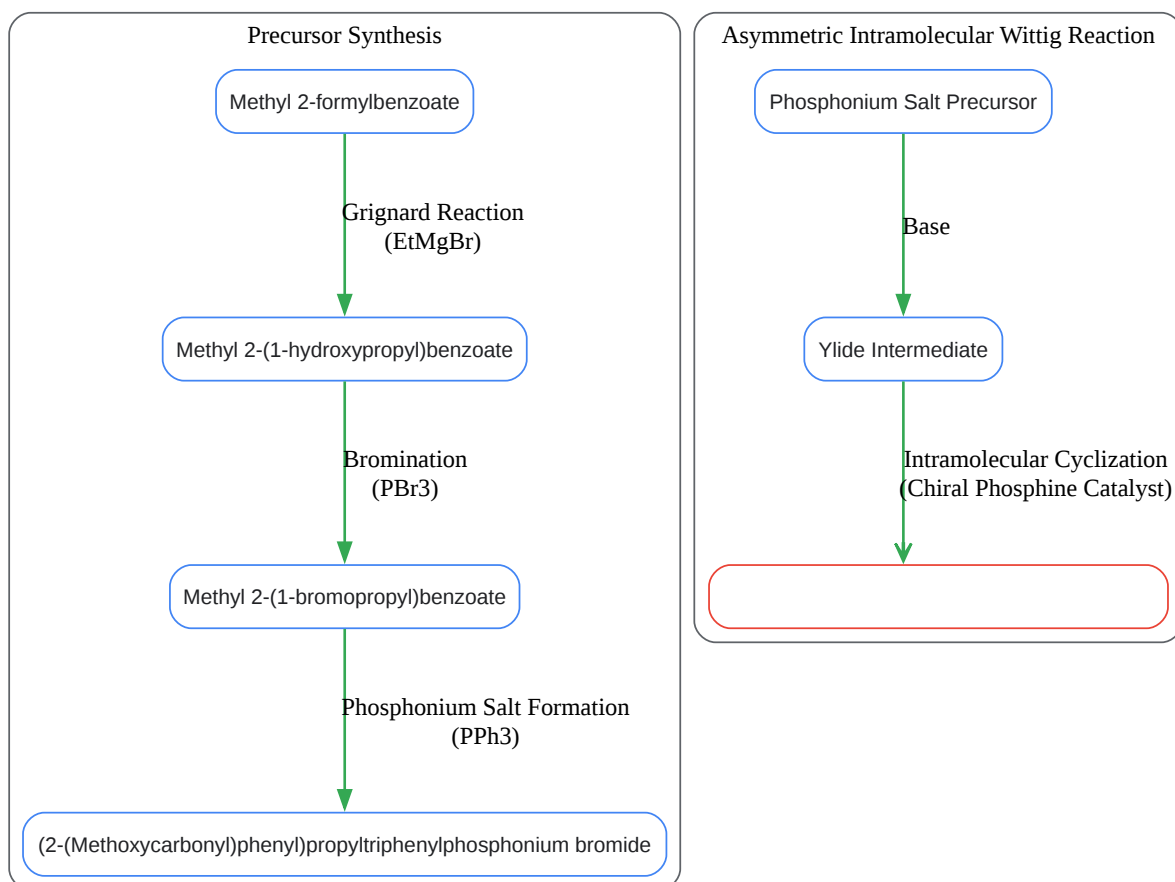 Precursor Synthesis
Methyl 2-formylbenzoate
Grignard Reaction
(EtMgBr)
Methyl 2-(1-hydroxypropyl)benzoate
Bromination
(PBr3)
Methyl 2-(1-bromopropyl)benzoate
Phosphonium Salt Formation
(PPh3)
(2-(Methoxycarbonyl)phenyl)propyltriphenylphosphonium bromide
Asymmetric Intramolecular Wittig Reaction
Phosphonium Salt Precursor
Base
Ylide Intermediate
Intramolecular Cyclization
(Chiral Phosphine Catalyst)